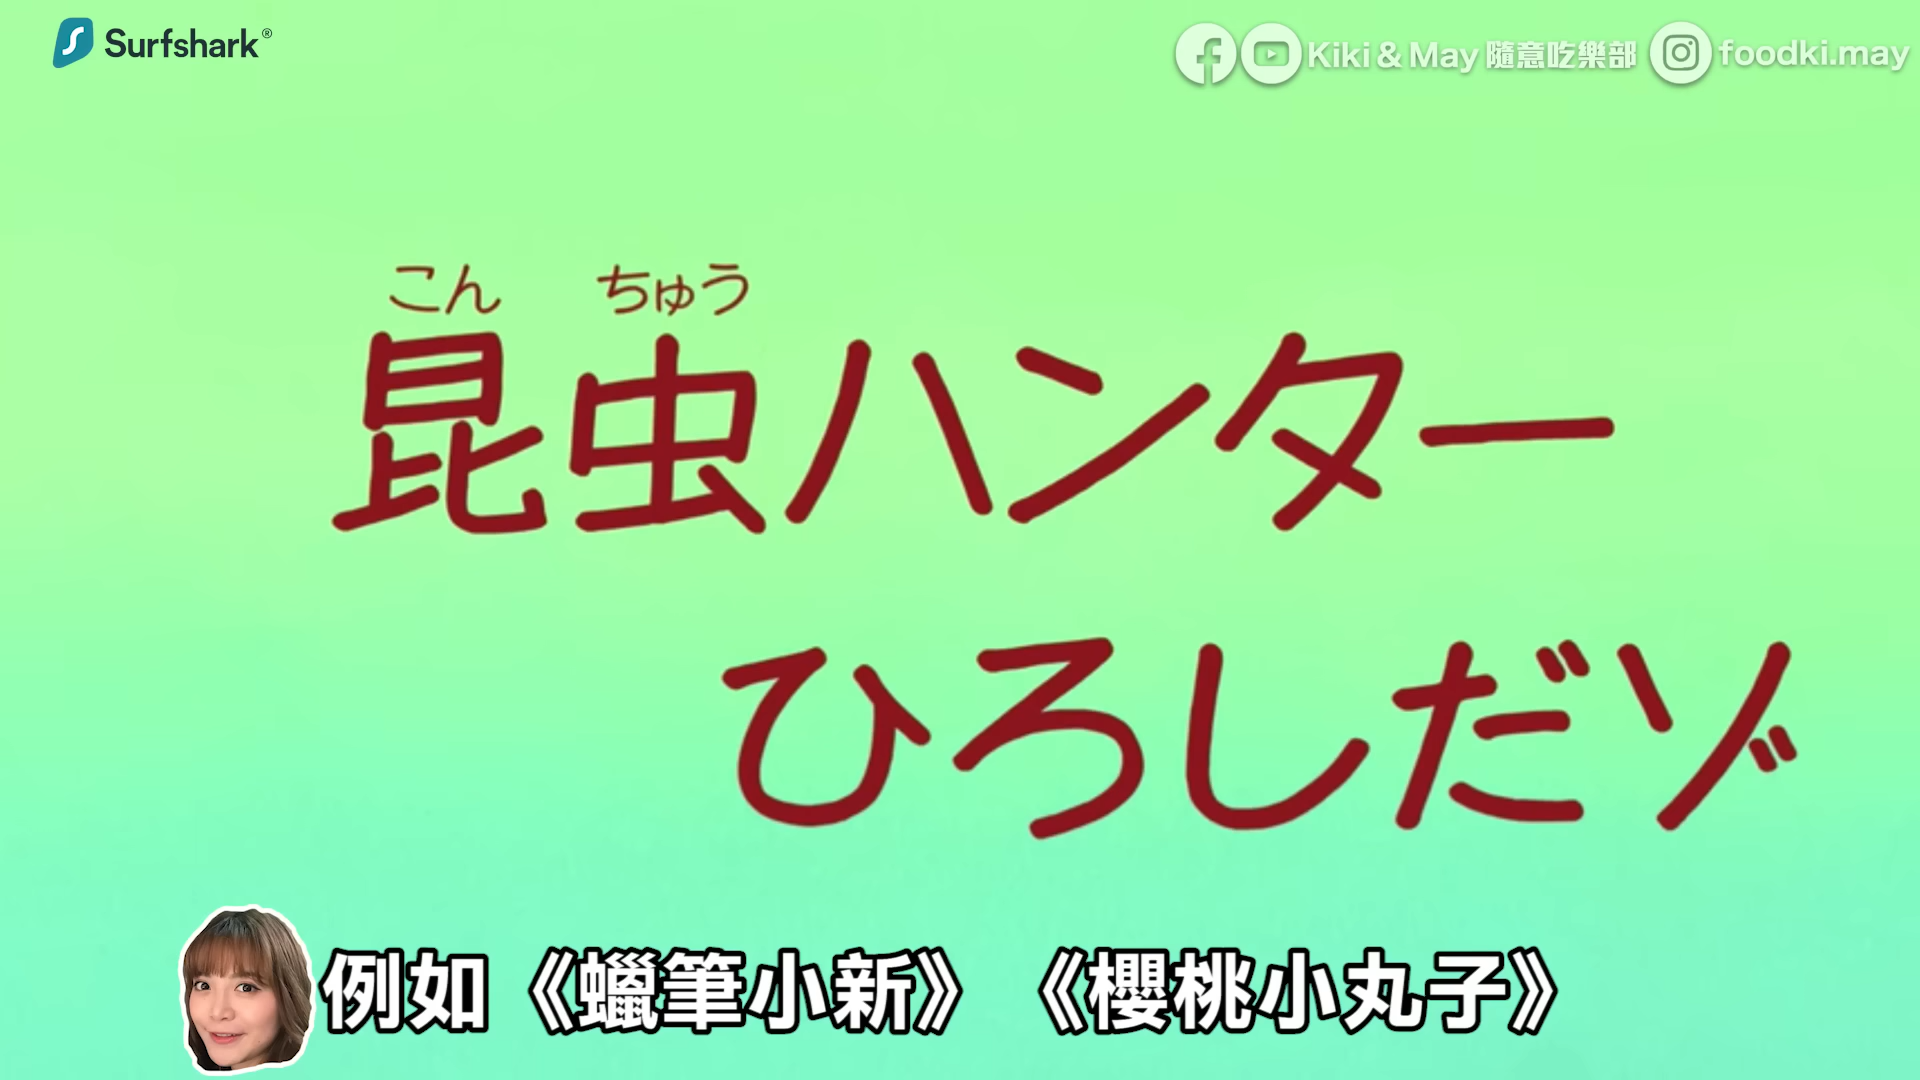 Surfshark®
Kiki & May 隨意吃樂部 foodki.may
こん ちゅう
昆虫ハンター
ひろしだゾ
例如《蠟筆小新》《櫻桃小丸子》